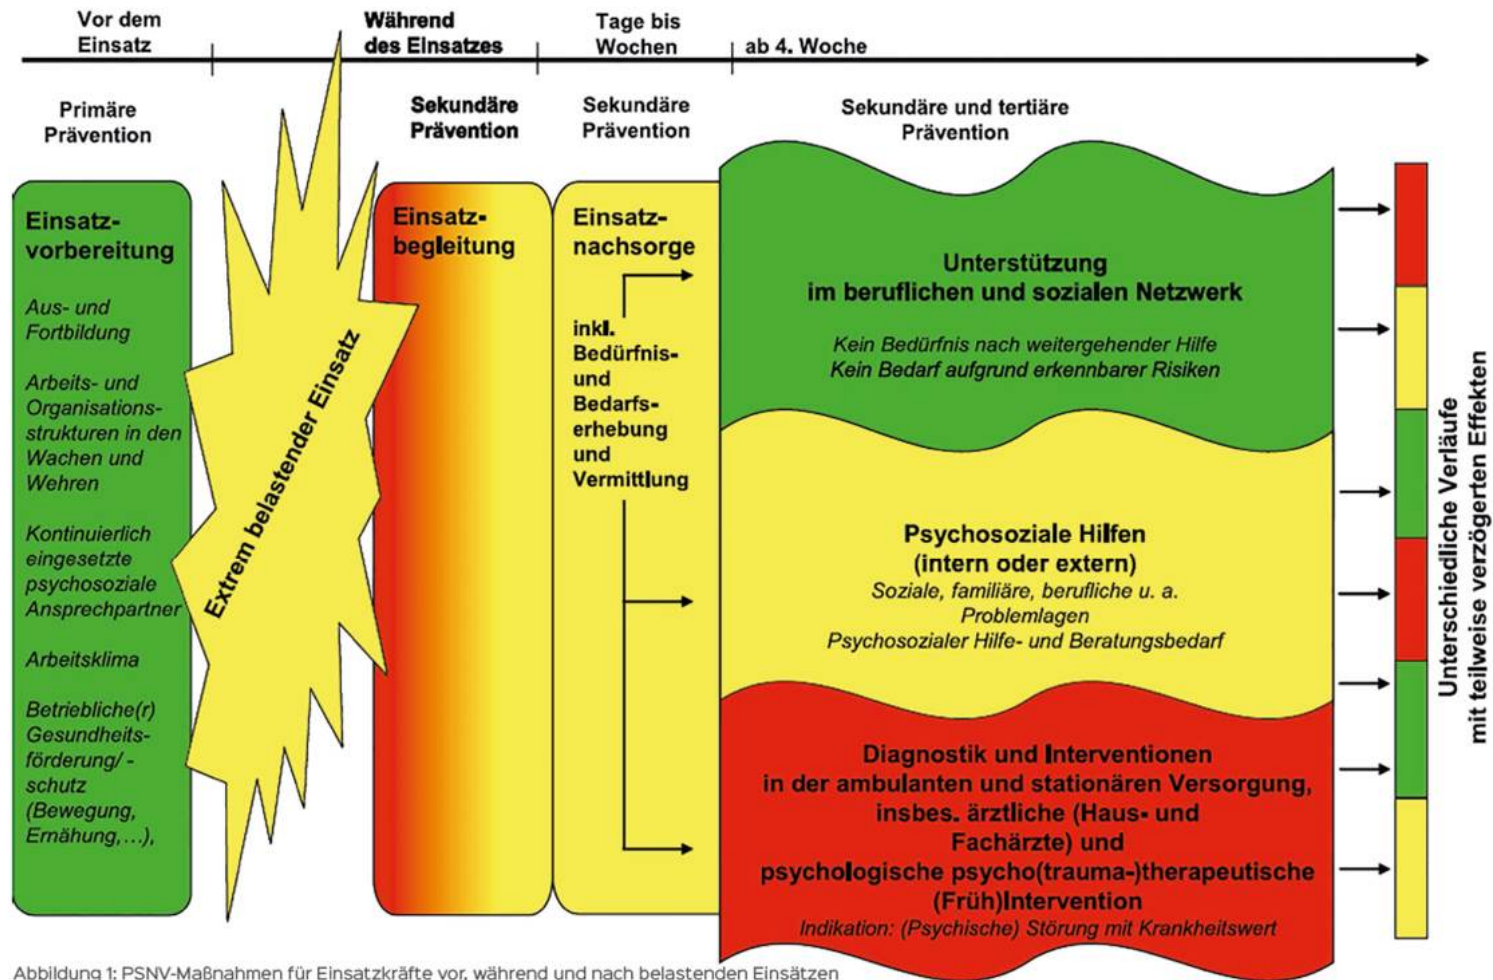 Vor dem
Einsatz
Während
des Einsatzes
Tage bis
Wochen
ab 4. Woche
Primäre
Prävention
Sekundäre
Prävention
Sekundäre
Prävention
Sekundäre und tertiäre
Prävention
Einsatz-
vorbereitung
Aus- und
Fortbildung
Arbeits- und
Organisations-
strukturen in den
Wachen und
Wehren
Kontinuierlich
eingesetzte
psychosoziale
Ansprechpartner
Arbeitsklima
Betriebliche(r)
Gesundheits-
förderung/ -
schutz
(Bewegung,
Ernähung,...),
Extrem belastender Einsatz
Einsatz-
begleitung
Einsatz-
nachsorge
inkl.
Bedürfnis-
und
Bedarfs-
erhebung
und
Vermittlung
Unterstützung
im beruflichen und sozialen Netzwerk
Kein Bedürfnis nach weitergehender Hilfe
Kein Bedarf aufgrund erkennbarer Risiken
Psychosoziale Hilfen
(intern oder extern)
Soziale, familiäre, berufliche u. a.
Problemlagen
Psychosozialer Hilfe- und Beratungsbedarf
Diagnostik und Interventionen
in der ambulanten und stationären Versorgung,
insbes. ärztliche (Haus- und
Fachärzte) und
psychologische psycho(trauma-)therapeutische
(Früh)Intervention
Indikation: (Psychische) Störung mit Krankheitswert
Unterschiedliche Verläufe
mit teilweise verzögerten Effekten
Abbildung 1: PSNV-Maßnahmen für Einsatzkräfte vor, während und nach belastenden Einsätzen